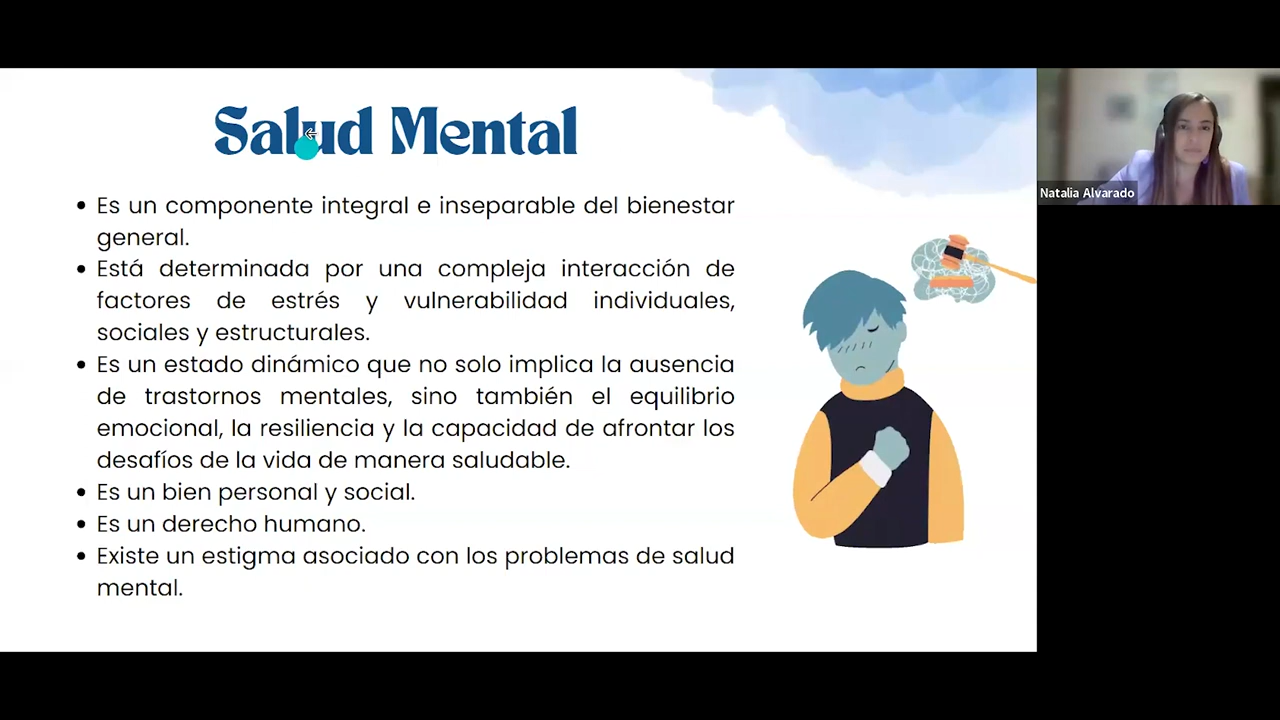 Salud Mental
Es un componente integral e inseparable del bienestar
general.
Está determinada por una compleja interacción de
factores de estrés y vulnerabilidad individuales,
sociales y estructurales.
Es un estado dinámico que no solo implica la ausencia
de trastornos mentales, sino también el equilibrio
emocional, la resiliencia y la capacidad de afrontar los
desafíos de la vida de manera saludable.
Es un bien personal y social.
Es un derecho humano.
Existe un estigma asociado con los problemas de salud
mental.
Natalia Alvarado